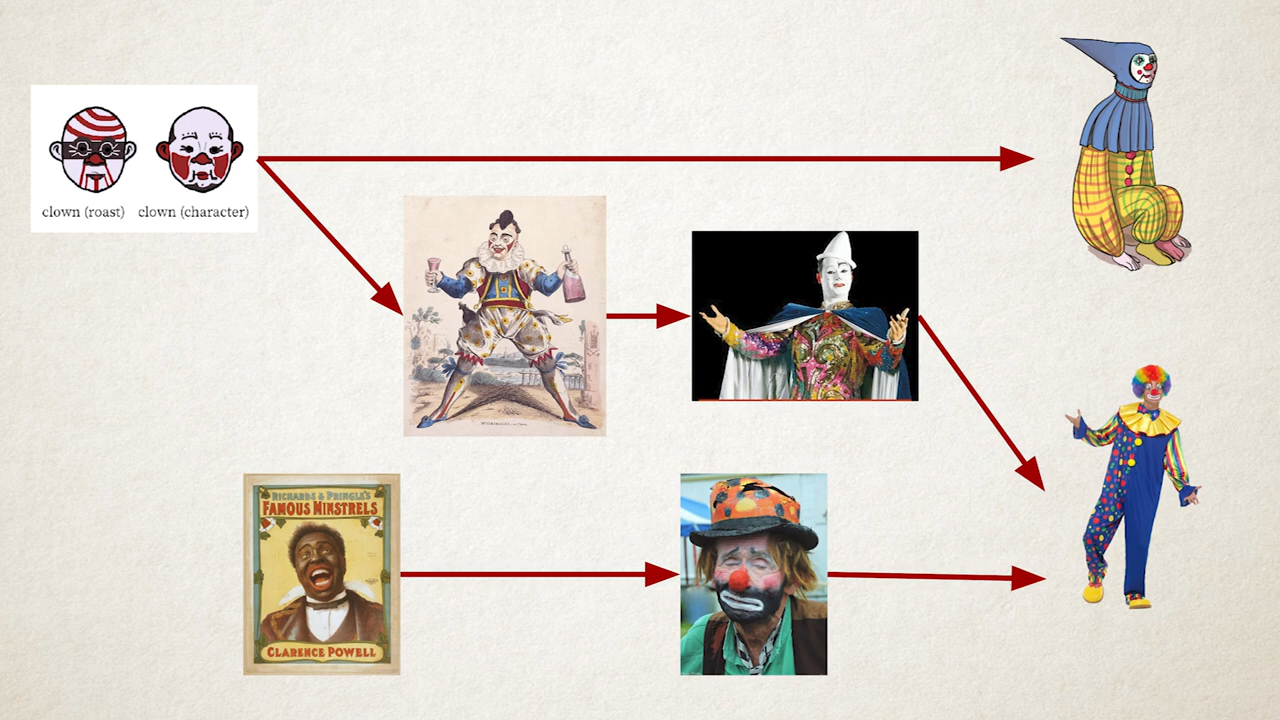 clown (roast) clown (character)
RICHARDS & PRINGLE'S
FAMOUS MINSTRELS
CLARENCE POWELL